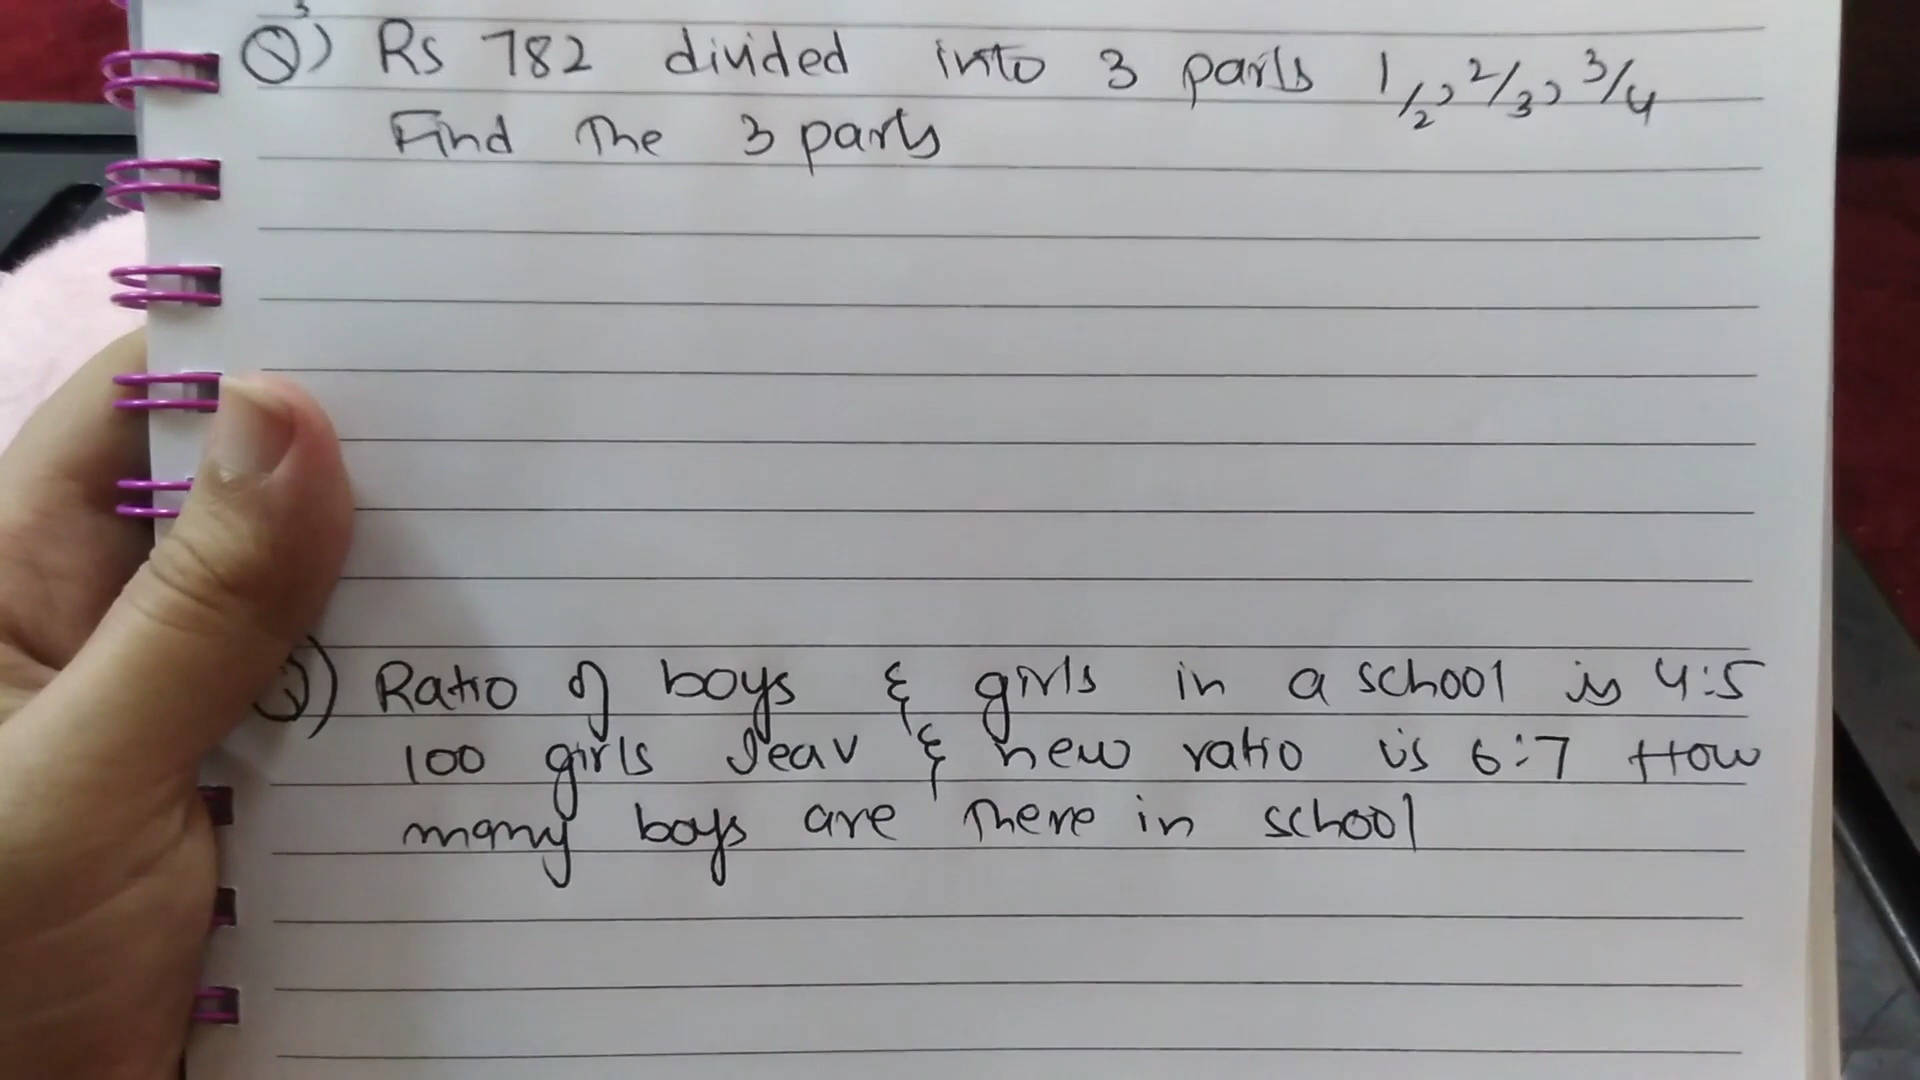 Q) Rs 782 divided into 3 parts 1/2, 2/3, 3/4
Find The 3 parts
Ratio of boys & girls in a school is 4:5
100 girls leav & new ratio is 6:7 How
many boys are There in school